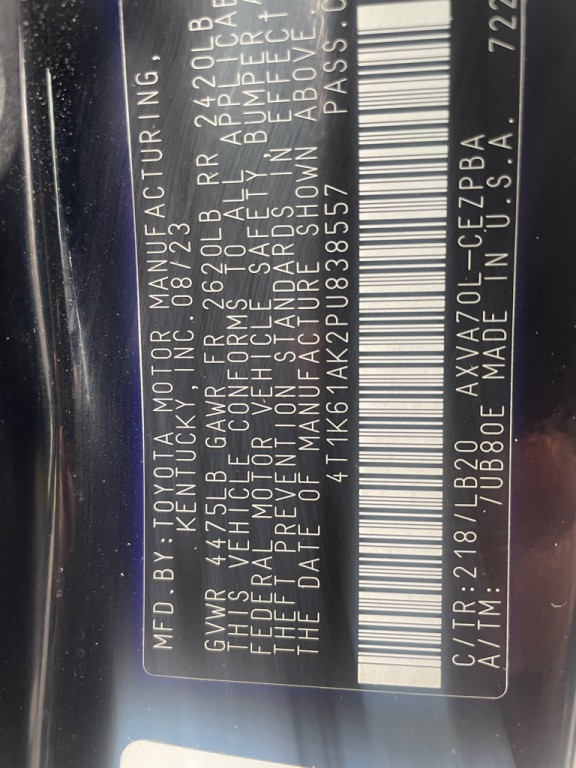 MFD.BY:TOYOTA MOTOR MANUFACTURING,
KENTUCKY,INC.08/23
GVWR 4475LB GAWR FR 2620LB RR 2420LB
THIS VEHICLE CONFORMS TO ALL
FEDERAL MOTOR VEHICLE SAFETY, BUMPER,
THEFT PREVENTION STANDARDS IN EFFECT
THE DATE OF MANUFACTURE SHOWN ABOVE
4T1K61AK2PU838557 PASS.
C/TR:218/LB20 AXVA70L-CEZPBA
A/TM: 7UB80E MADE IN U.S.A. 722